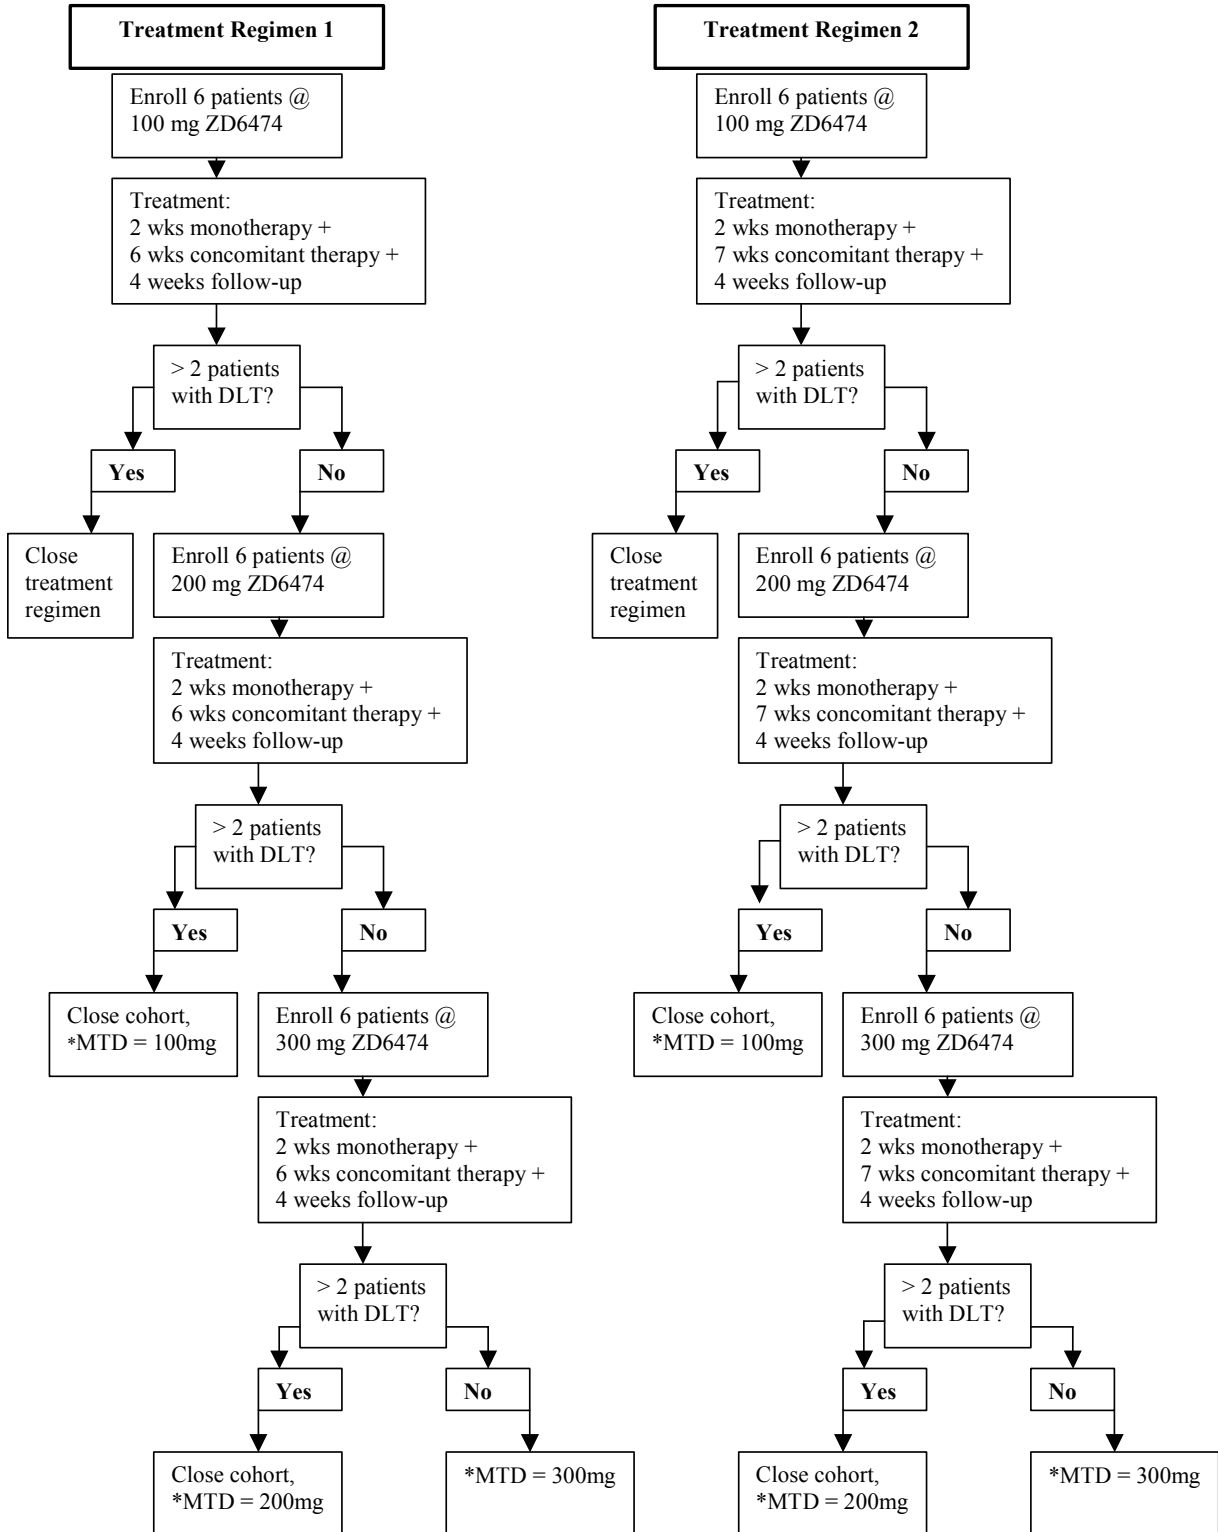 Treatment Regimen 1
Enroll 6 patients @
100 mg ZD6474
Treatment:
2 wks monotherapy +
6 wks concomitant therapy +
4 weeks follow-up
> 2 patients
with DLT?
Yes
No
Close
treatment
regimen
Enroll 6 patients @
200 mg ZD6474
Treatment:
2 wks monotherapy +
6 wks concomitant therapy +
4 weeks follow-up
> 2 patients
with DLT?
Yes
No
Close cohort,
*MTD = 100mg
Enroll 6 patients @
300 mg ZD6474
Treatment:
2 wks monotherapy +
6 wks concomitant therapy +
4 weeks follow-up
> 2 patients
with DLT?
Yes
No
Close cohort,
*MTD = 200mg
*MTD = 300mg
Treatment Regimen 2
Enroll 6 patients @
100 mg ZD6474
Treatment:
2 wks monotherapy +
7 wks concomitant therapy +
4 weeks follow-up
> 2 patients
with DLT?
Yes
No
Close
treatment
regimen
Enroll 6 patients @
200 mg ZD6474
Treatment:
2 wks monotherapy +
7 wks concomitant therapy +
4 weeks follow-up
> 2 patients
with DLT?
Yes
No
Close cohort,
*MTD = 100mg
Enroll 6 patients @
300 mg ZD6474
Treatment:
2 wks monotherapy +
7 wks concomitant therapy +
4 weeks follow-up
> 2 patients
with DLT?
Yes
No
Close cohort,
*MTD = 200mg
*MTD = 300mg